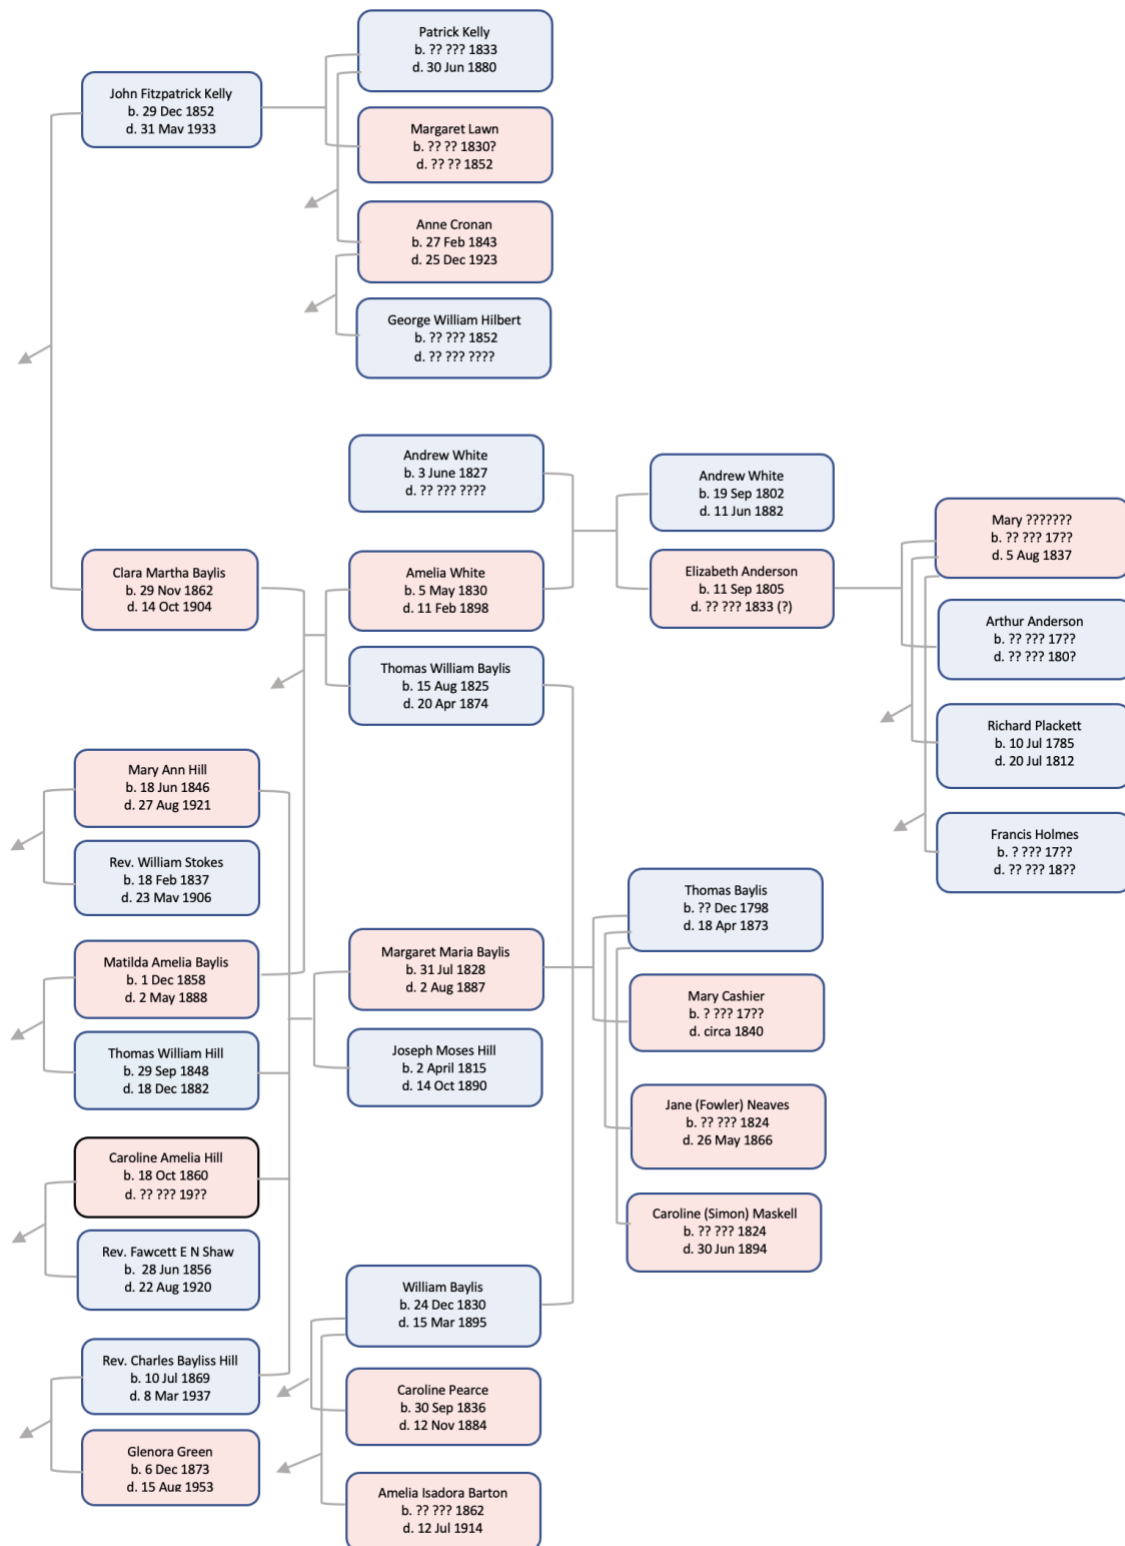 Patrick Kelly
b. ?? ??? 1833
d. 30 Jun 1880
John Fitzpatrick Kelly
b. 29 Dec 1852
d. 31 May 1933
Margaret Lawn
b. ?? ?? 1830?
d. ?? ?? 1852
Anne Cronan
b. 27 Feb 1843
d. 25 Dec 1923
George William Hilbert
b. ?? ??? 1852
d. ?? ??? ????
Andrew White
b. 3 June 1827
d. ?? ??? ????
Andrew White
b. 19 Sep 1802
d. 11 Jun 1882
Mary ???????
b. ?? ??? 17??
d. 5 Aug 1837
Clara Martha Baylis
b. 29 Nov 1862
d. 14 Oct 1904
Amelia White
b. 5 May 1830
d. 11 Feb 1898
Elizabeth Anderson
b. 11 Sep 1805
d. ?? ??? 1833 (?)
Arthur Anderson
b. ?? ??? 17??
d. ?? ??? 180?
Thomas William Baylis
b. 15 Aug 1825
d. 20 Apr 1874
Richard Plackett
b. 10 Jul 1785
d. 20 Jul 1812
Mary Ann Hill
b. 18 Jun 1846
d. 27 Aug 1921
Francis Holmes
b. ? ??? 17??
d. ?? ??? 18??
Rev. William Stokes
b. 18 Feb 1837
d. 23 May 1906
Thomas Baylis
b. ?? Dec 1798
d. 18 Apr 1873
Matilda Amelia Baylis
b. 1 Dec 1858
d. 2 May 1888
Margaret Maria Baylis
b. 31 Jul 1828
d. 2 Aug 1887
Mary Cashier
b. ? ??? 17??
d. circa 1840
Thomas William Hill
b. 29 Sep 1848
d. 18 Dec 1882
Joseph Moses Hill
b. 2 April 1815
d. 14 Oct 1890
Jane (Fowler) Neaves
b. ?? ??? 1824
d. 26 May 1866
Caroline Amelia Hill
b. 18 Oct 1860
d. ?? ??? 19??
Caroline (Simon) Maskell
b. ?? ??? 1824
d. 30 Jun 1894
Rev. Fawcett E N Shaw
b. 28 Jun 1856
d. 22 Aug 1920
William Baylis
b. 24 Dec 1830
d. 15 Mar 1895
Rev. Charles Bayliss Hill
b. 10 Jul 1869
d. 8 Mar 1937
Caroline Pearce
b. 30 Sep 1836
d. 12 Nov 1884
Glenora Green
b. 6 Dec 1873
d. 15 Aug 1953
Amelia Isadora Barton
b. ?? ??? 1862
d. 12 Jul 1914